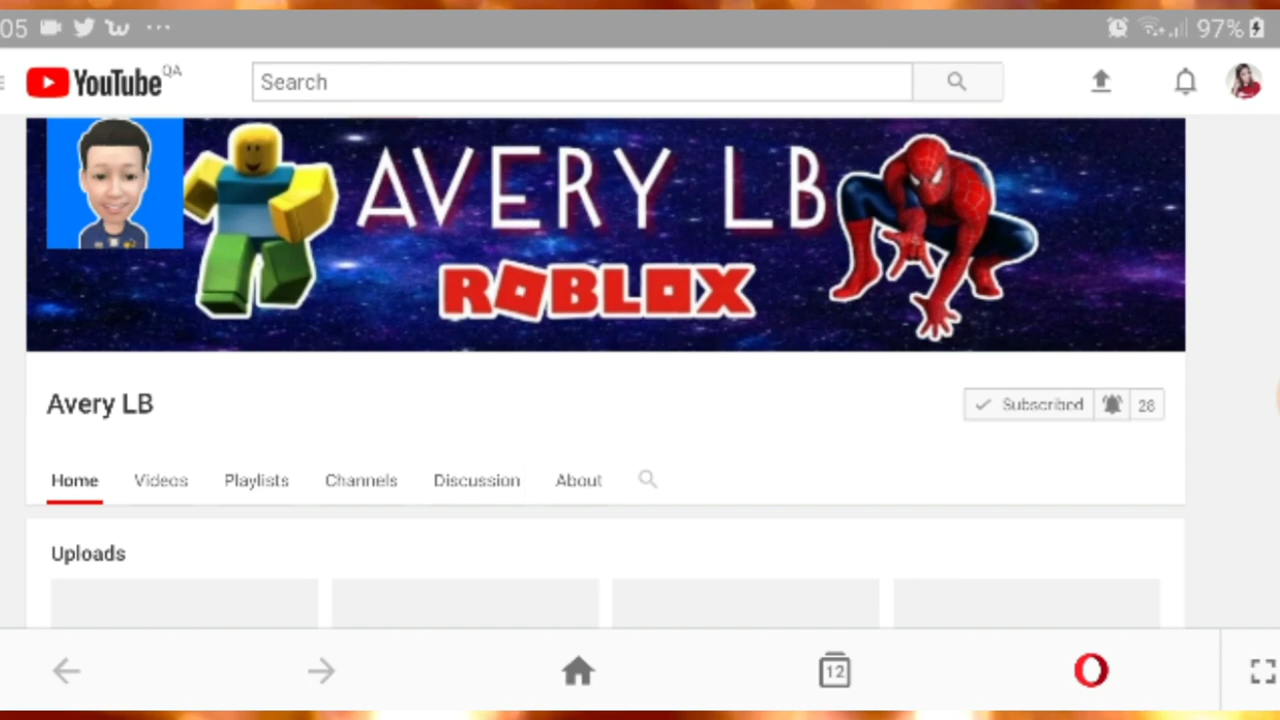 05 ... 97%
YouTube QA
Search
AVERY LB
ROBLOX
Avery LB
Subscribed 28
Home Videos Playlists Channels Discussion About
Uploads
12